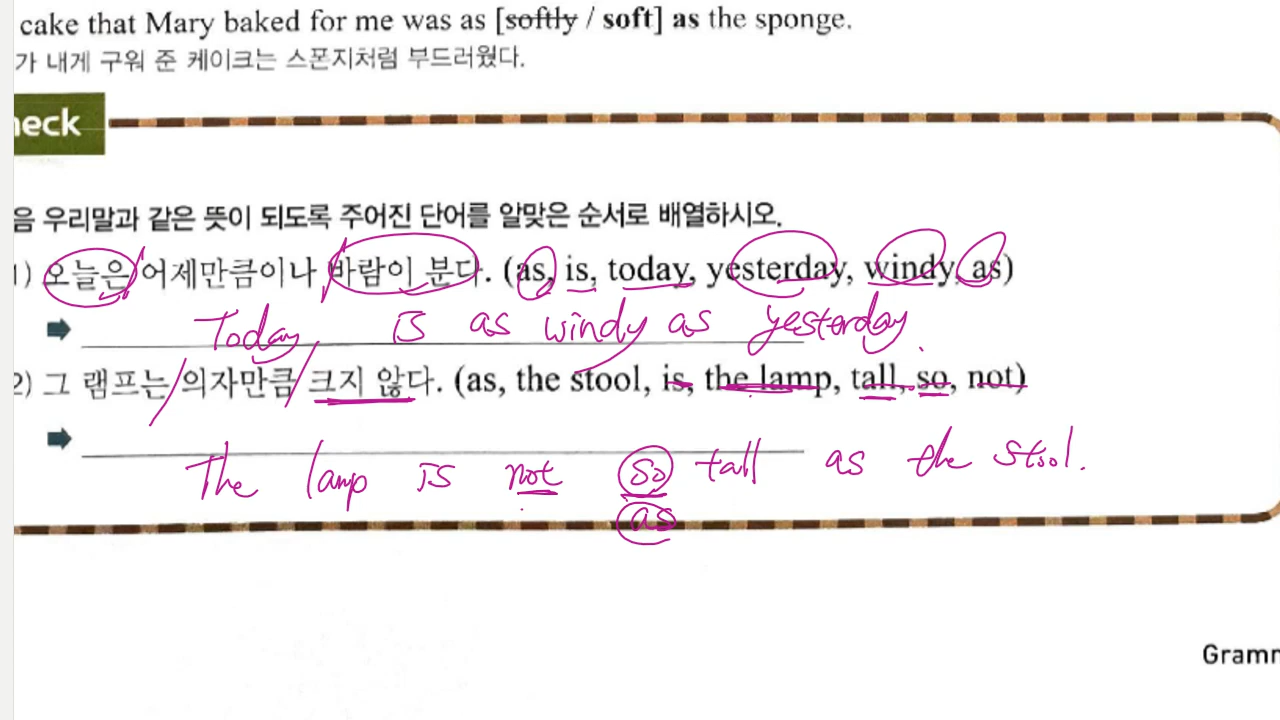 cake that Mary baked for me was as [softly / soft] as the sponge.
가 내게 구워 준 케이크는 스폰지처럼 부드러웠다.
heck
음 우리말과 같은 뜻이 되도록 주어진 단어를 알맞은 순서로 배열하시오.
1) 오늘은 어제만큼이나 바람이 분다. (as, is, today, yesterday, windy, as)
Today is as windy as yesterday.
2) 그 램프는 의자만큼 크지 않다. (as, the stool, is, the lamp, tall, so, not)
The lamp is not so tall as the stool.
as
Gramm